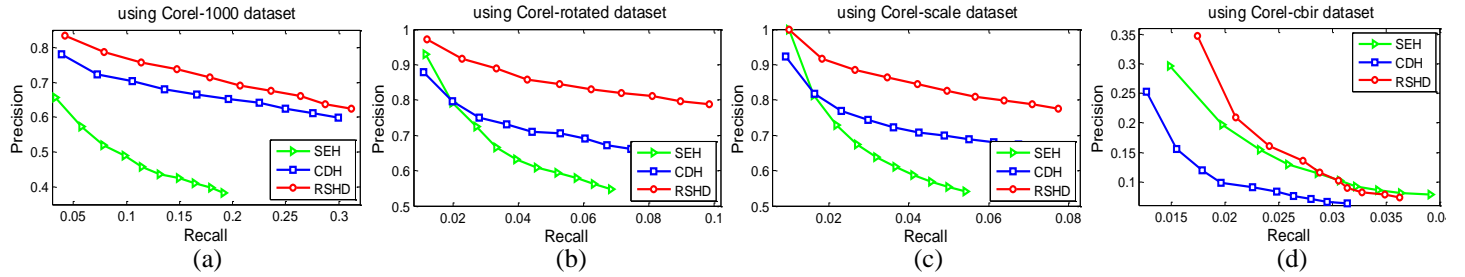 using Corel-1000 dataset
Precision
0.8
0.7
0.6
0.5
0.4
SEH
CDH
RSHD
0.05 0.1 0.15 0.2 0.25 0.3
Recall
(a)
using Corel-rotated dataset
Precision
1
0.9
0.8
0.7
0.6
0.5
SEH
CDH
RSHD
0.02 0.04 0.06 0.08 0.1
Recall
(b)
using Corel-scale dataset
Precision
1
0.9
0.8
0.7
0.6
0.5
SEH
CDH
RSHD
0.02 0.04 0.06 0.08
Recall
(c)
using Corel-cbir dataset
Precision
0.35
0.3
0.25
0.2
0.15
0.1
SEH
CDH
RSHD
0.015 0.02 0.025 0.03 0.035 0.0
Recall
(d)